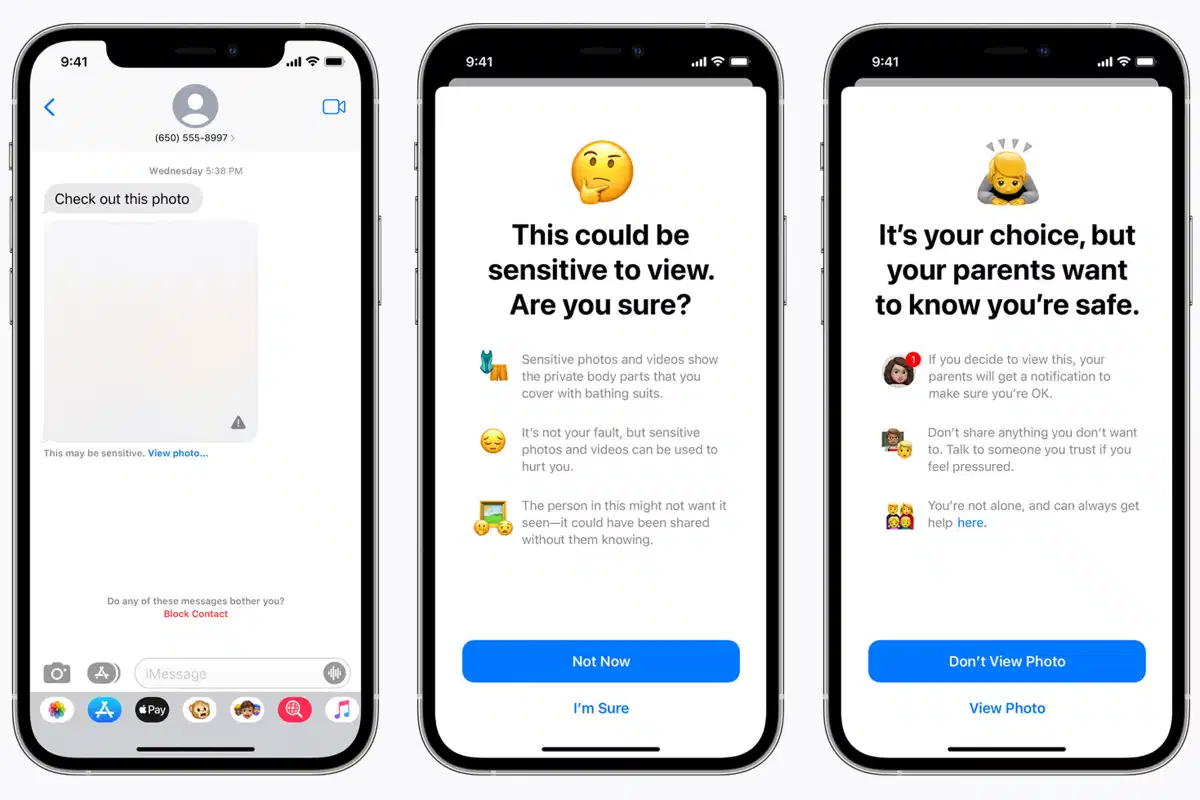 9:41
(650) 555-8997 >
Wednesday 5:38 PM
Check out this photo
This may be sensitive. View photo...
Do any of these messages bother you?
Block Contact
iMessage
Pay
9:41
This could be
sensitive to view.
Are you sure?
Sensitive photos and videos show
the private body parts that you
cover with bathing suits.
It’s not your fault, but sensitive
photos and videos can be used to
hurt you.
The person in this might not want it
seen—it could have been shared
without them knowing.
Not Now
I’m Sure
9:41
It’s your choice, but
your parents want
to know you’re safe.
1
If you decide to view this, your
parents will get a notification to
make sure you’re OK.
Don’t share anything you don’t want
to. Talk to someone you trust if you
feel pressured.
You’re not alone, and can always get
help here.
Don’t View Photo
View Photo